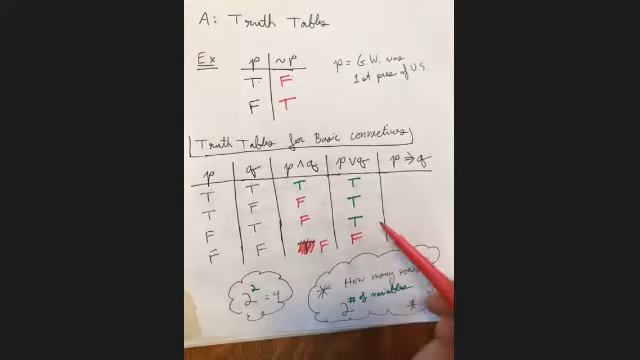 A: Truth Tables
Ex
p ~p
T F
F T
p = G.W. was
1st pres of U.S.
Truth Tables for Basic connectives
p q p ∧ q p ∨ q p ⇒ q
T T T T
T F F T
F T F T
F F F F
2² = 4
* How many
2 # of variables
*